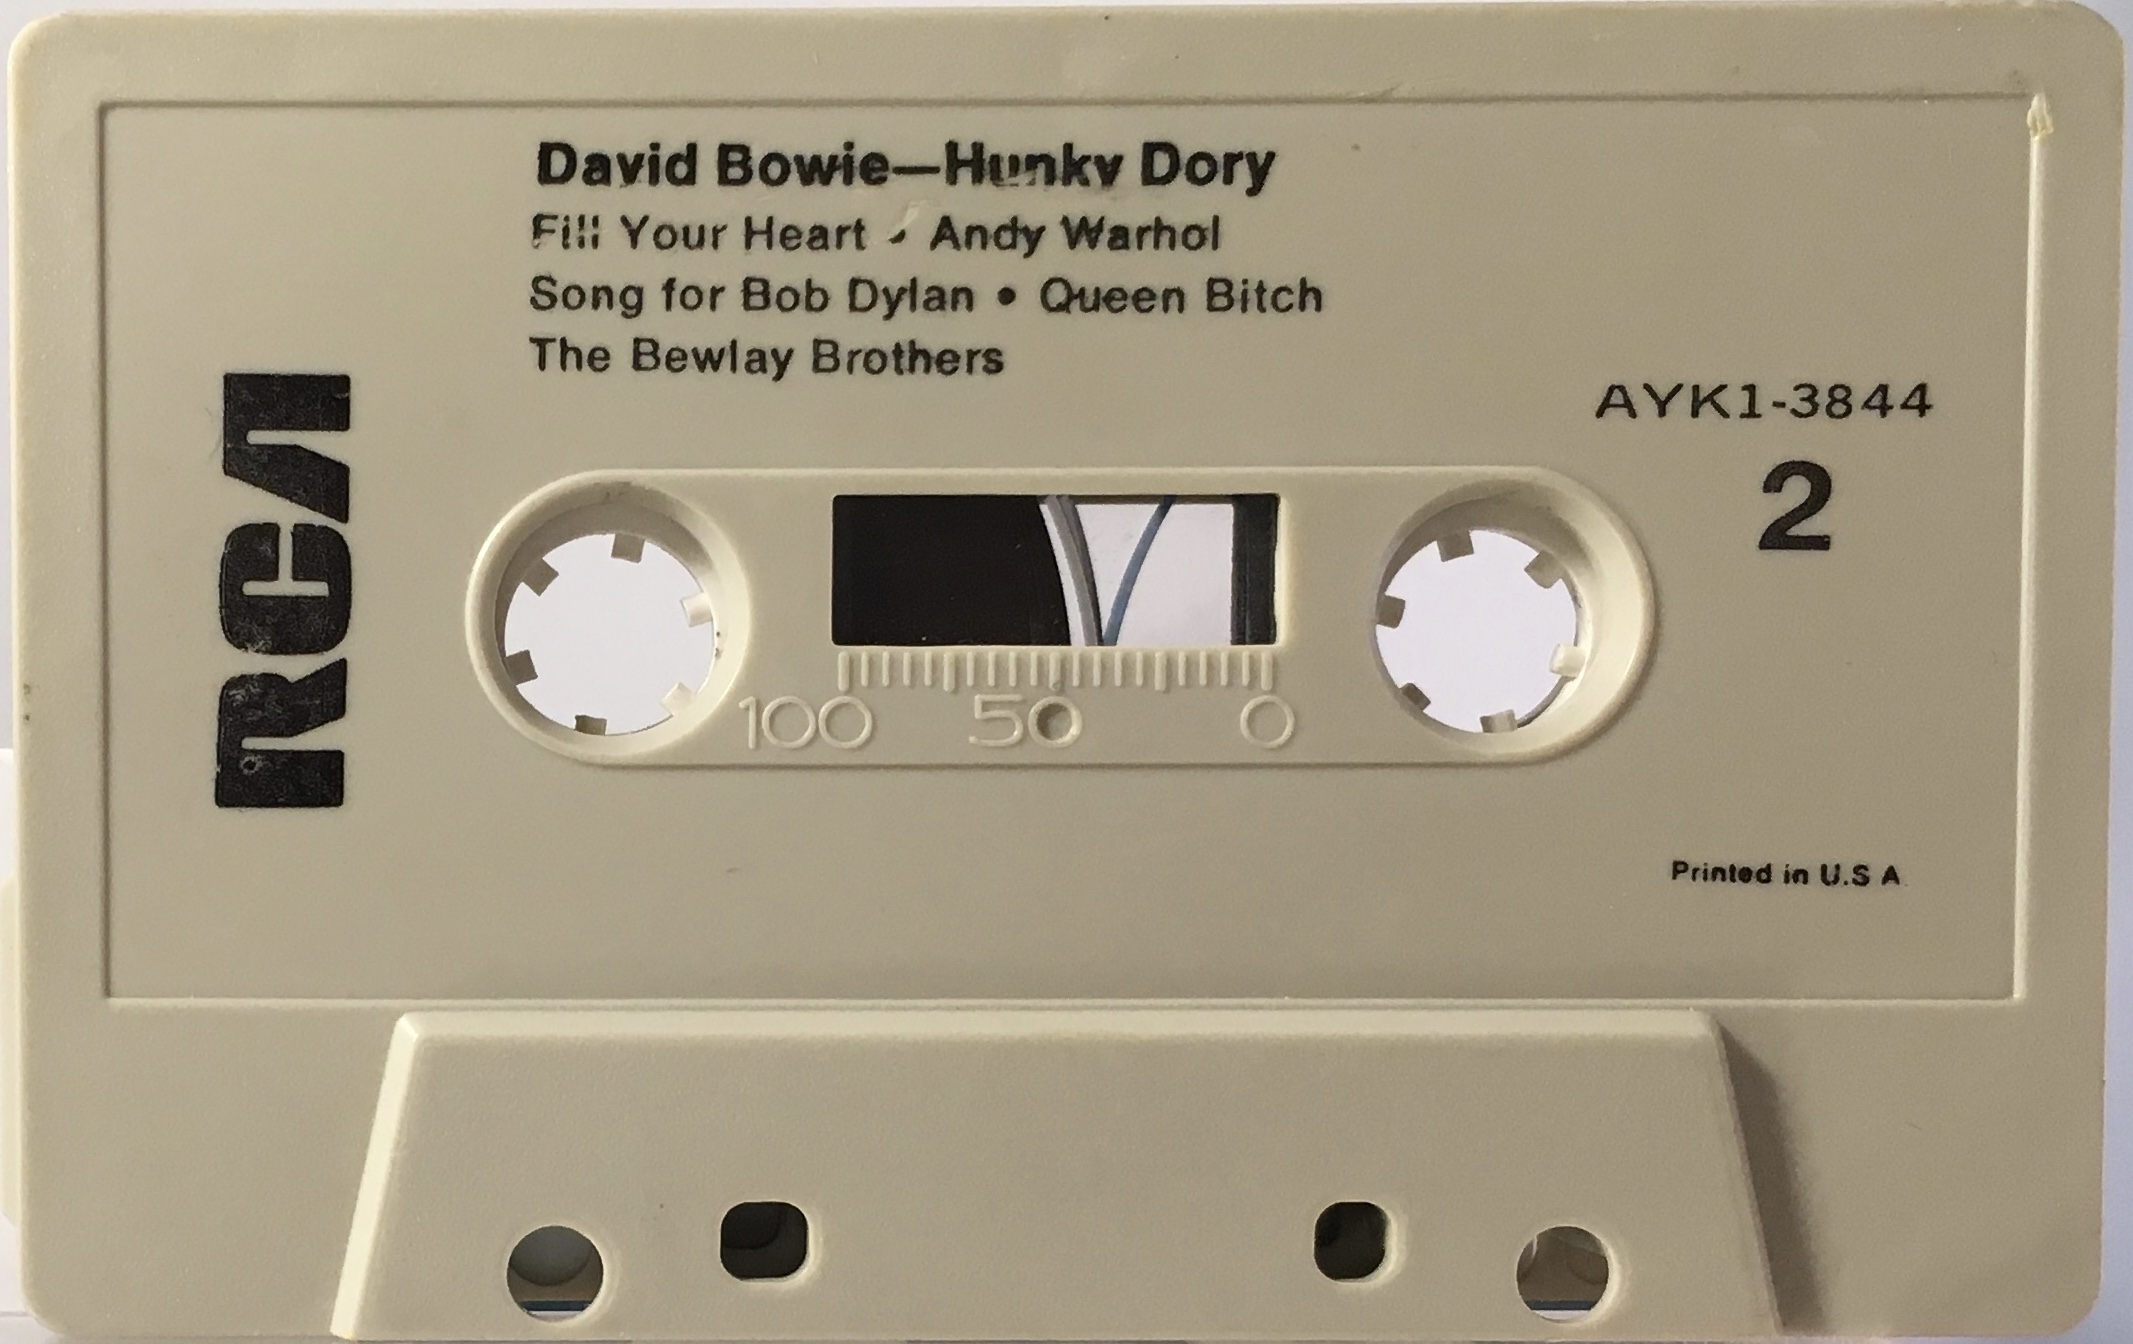 David Bowie—Hunky Dory
Fill Your Heart • Andy Warhol
Song for Bob Dylan • Queen Bitch
The Bewlay Brothers
RCA
AYK1-3844
2
100 50 0
Printed in U.S.A.